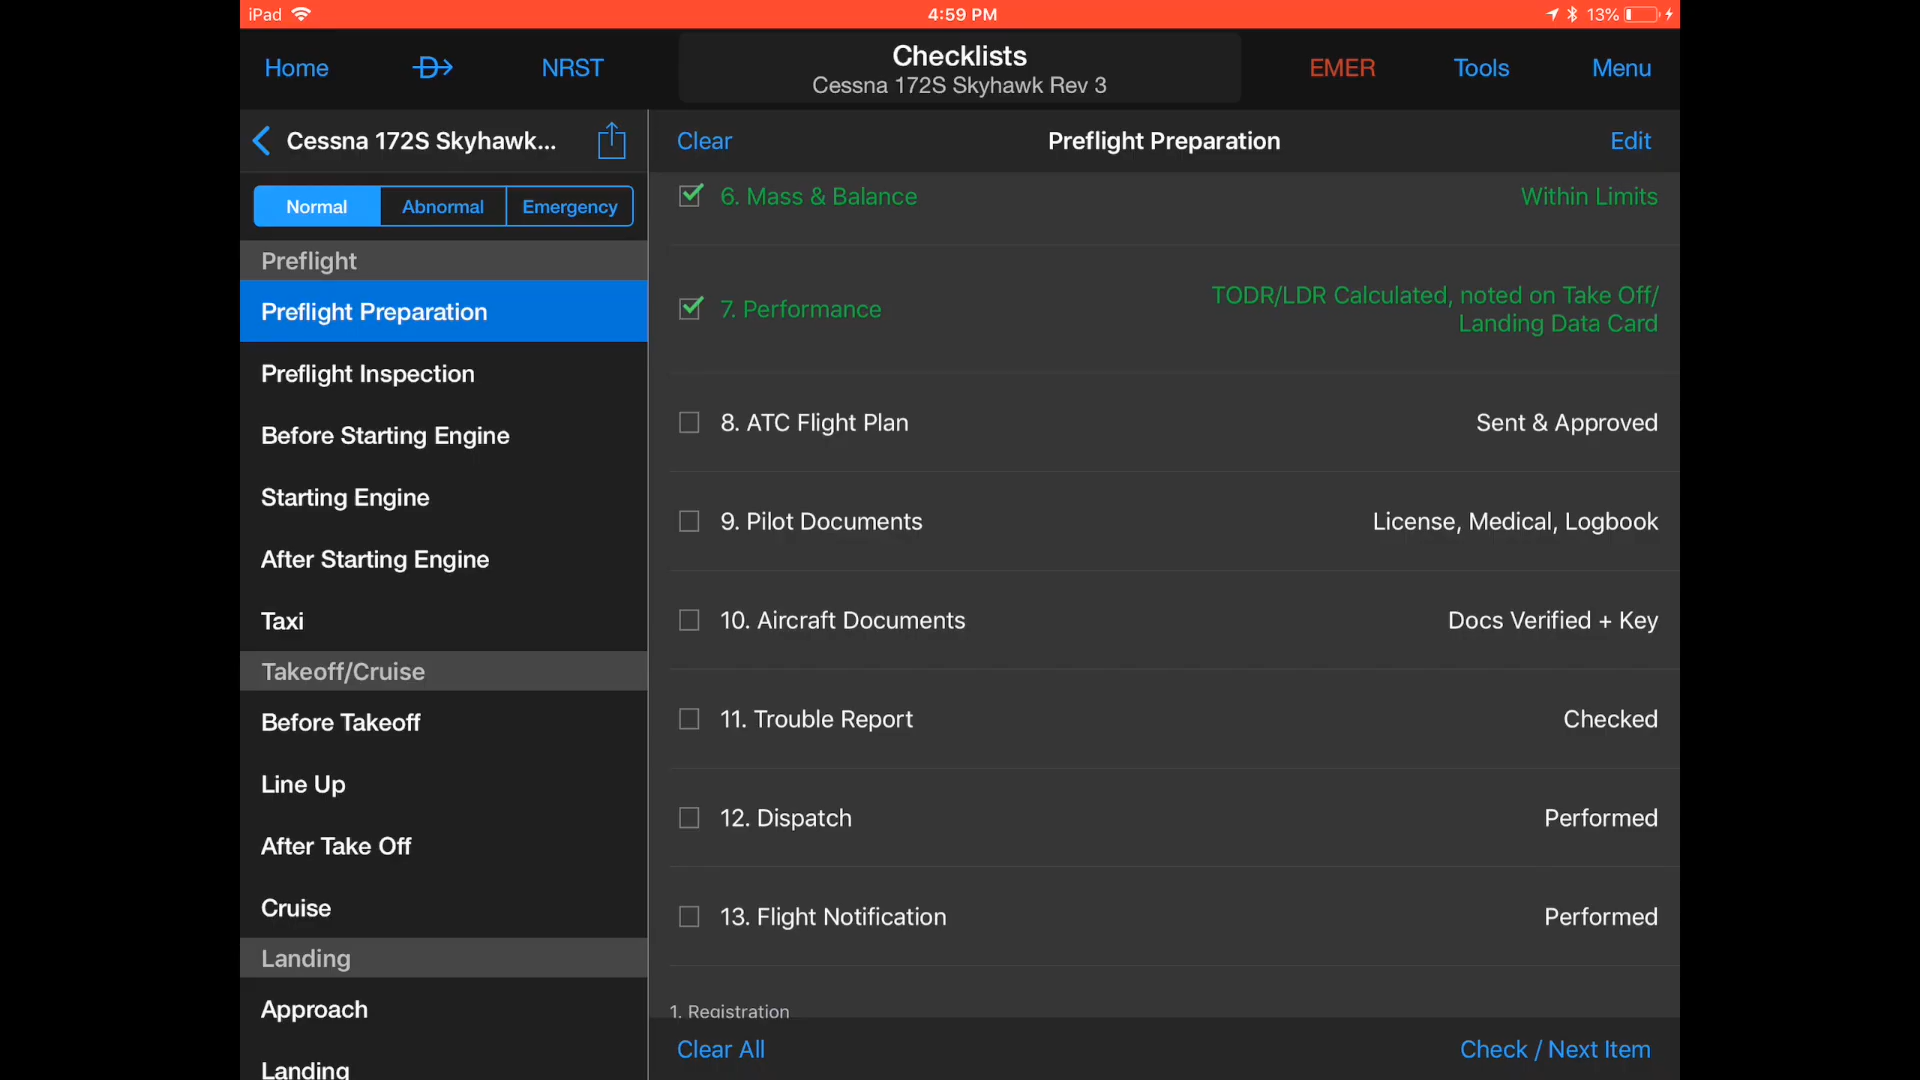 iPad
4:59 PM
13%
Home
NRST
Checklists
Cessna 172S Skyhawk Rev 3
EMER
Tools
Menu
Cessna 172S Skyhawk...
Normal
Abnormal
Emergency
Preflight
Preflight Preparation
Preflight Inspection
Before Starting Engine
Starting Engine
After Starting Engine
Taxi
Takeoff/Cruise
Before Takeoff
Line Up
After Take Off
Cruise
Landing
Approach
Landing
Clear
Preflight Preparation
Edit
6. Mass & Balance
Within Limits
7. Performance
TODR/LDR Calculated, noted on Take Off/
Landing Data Card
8. ATC Flight Plan
Sent & Approved
9. Pilot Documents
License, Medical, Logbook
10. Aircraft Documents
Docs Verified + Key
11. Trouble Report
Checked
12. Dispatch
Performed
13. Flight Notification
Performed
1. Registration
Clear All
Check / Next Item